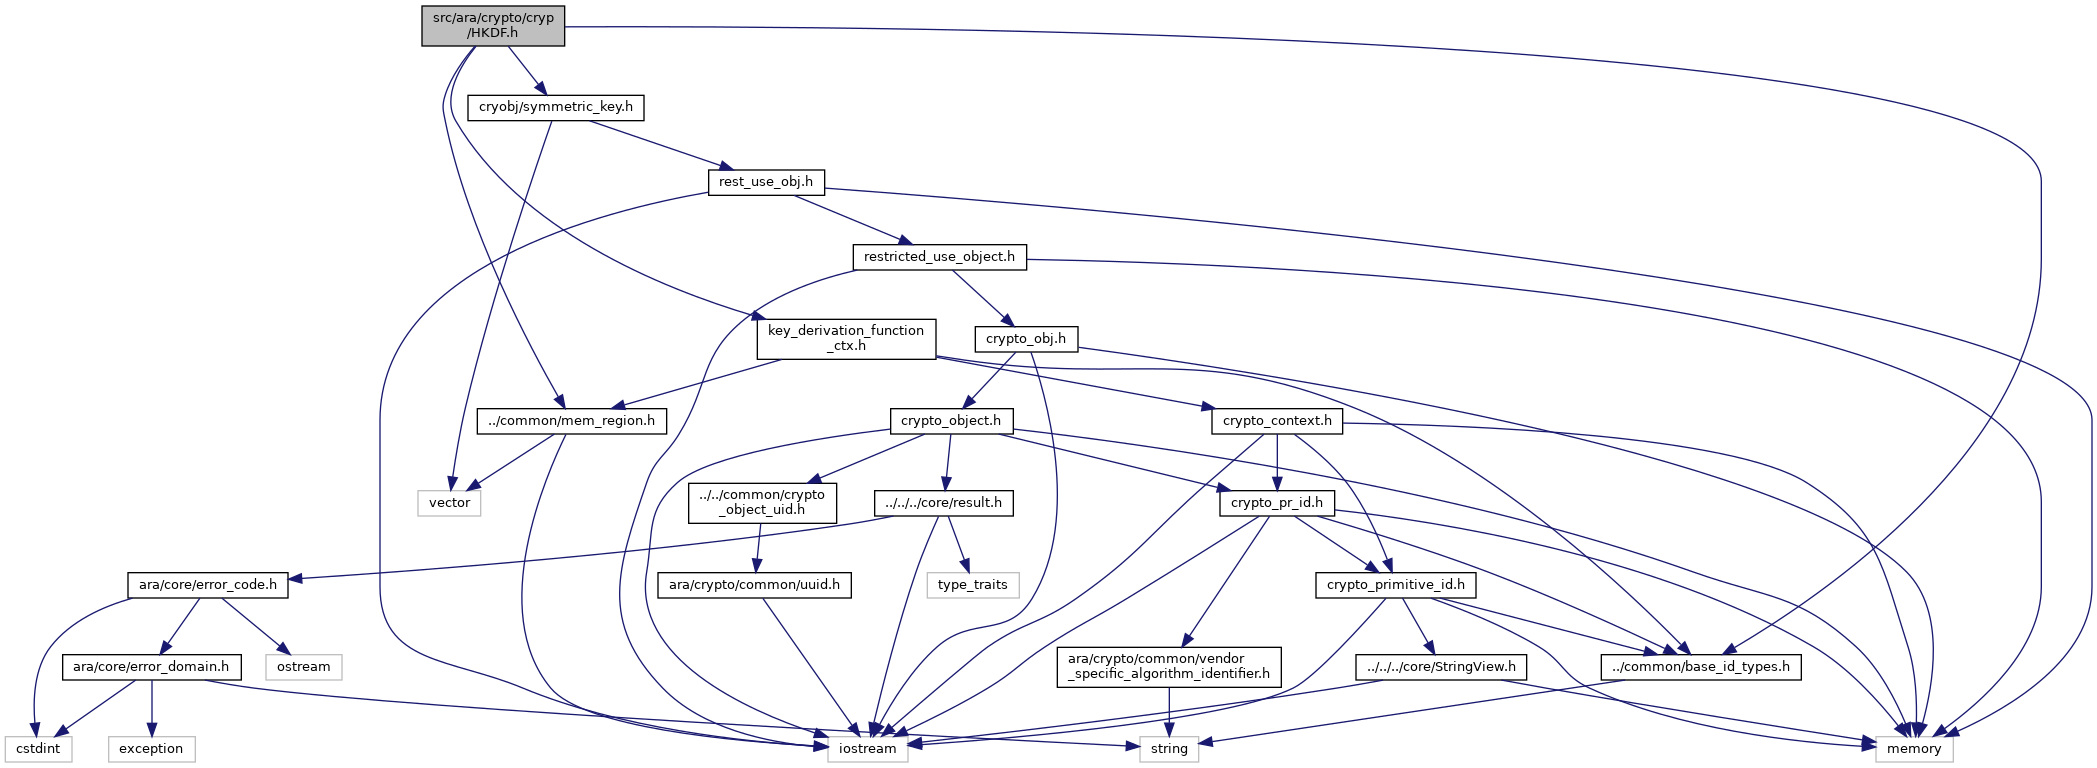 src/ara/crypto/cryp
/HKDF.h
cryobj/symmetric_key.h
rest_use_obj.h
restricted_use_object.h
key_derivation_function
_ctx.h
crypto_obj.h
../common/mem_region.h
crypto_object.h
crypto_context.h
vector
../../common/crypto
_object_uid.h
../../../core/result.h
crypto_pr_id.h
ara/core/error_code.h
ara/crypto/common/uuid.h
type_traits
crypto_primitive_id.h
ara/core/error_domain.h
ostream
ara/crypto/common/vendor
_specific_algorithm_identifier.h
../../../core/StringView.h
../common/base_id_types.h
cstdint
exception
iostream
string
memory